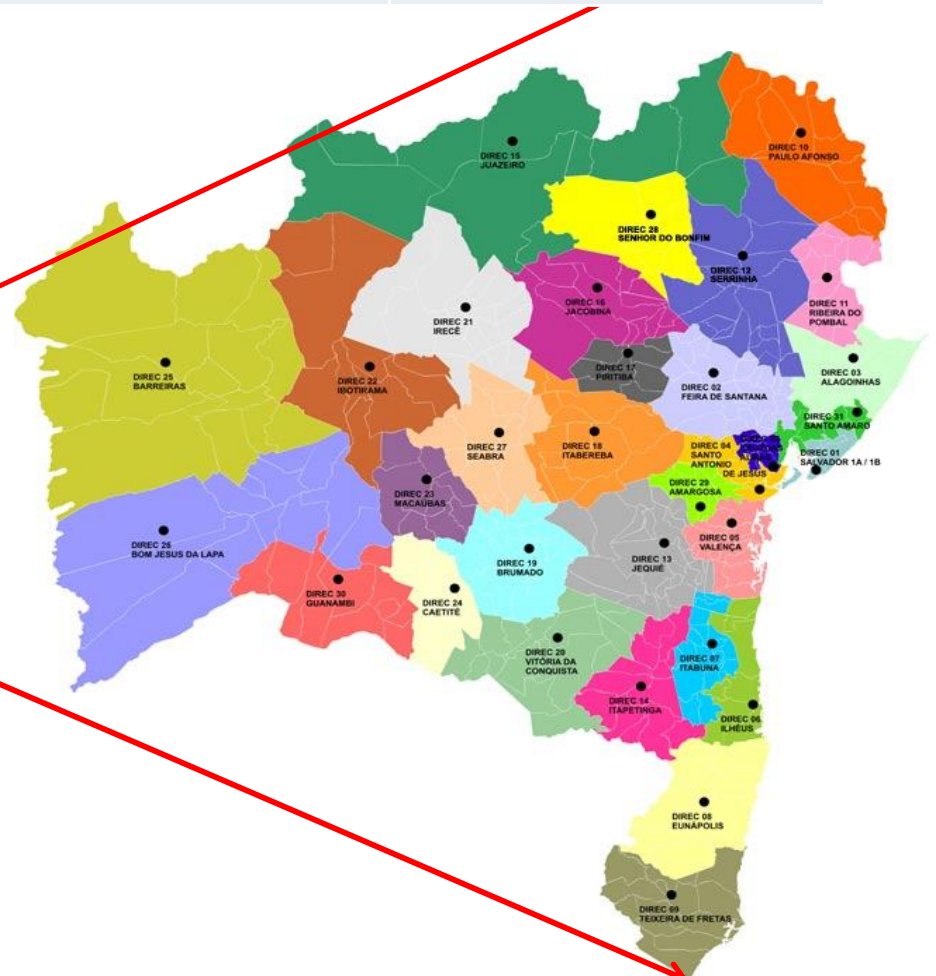 DIREC 10
PAULO AFONSO
DIREC 15
JUAZEIRO
DIREC 28
SENHOR DO BONFIM
DIREC 12
SERRINHA
DIREC 11
RIBEIRA DO
POMBAL
DIREC 16
JACOBINA
DIREC 21
IRECÊ
DIREC 25
BARREIRAS
DIREC 22
IBOTIRAMA
DIREC 17
PIRITIBA
DIREC 02
FEIRA DE SANTANA
DIREC 03
ALAGOINHAS
DIREC 31
SANTO AMARO
DIREC 27
SEABRA
DIREC 18
ITABEREBA
DIREC 04
SANTO
ANTONIO
DE JESUS
DIREC 01
SALVADOR 1A / 1B
DIREC 23
MACAÚBAS
DIREC 29
AMARGOSA
DIREC 26
BOM JESUS DA LAPA
DIREC 05
VALENÇA
DIREC 19
BRUMADO
DIREC 13
JEQUIÉ
DIREC 30
GUANAMBI
DIREC 24
CAETITÉ
DIREC 20
VITÓRIA DA
CONQUISTA
DIREC 07
ITABUNA
DIREC 14
ITAPETINGA
DIREC 06
ILHÉUS
DIREC 08
EUNÁPOLIS
DIREC 09
TEIXEIRA DE FRETAS